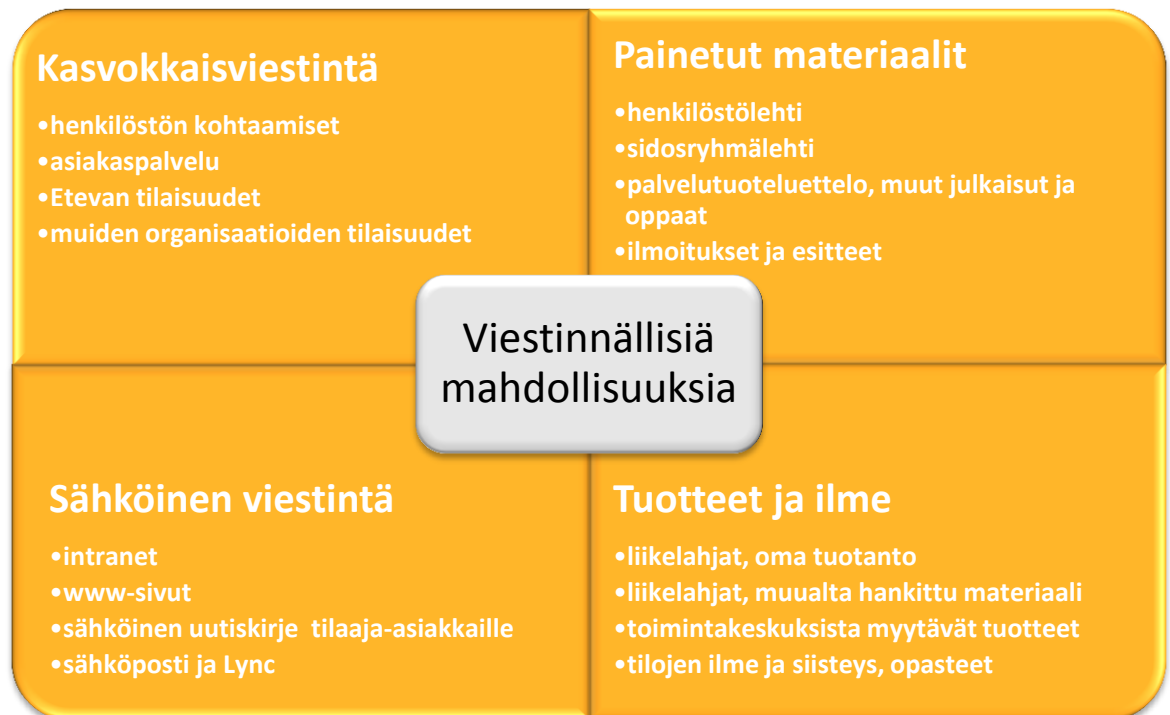 Kasvokkaisviestintä
•henkilöstön kohtaamiset
•asiakaspalvelu
•Etevan tilaisuudet
•muiden organisaatioiden tilaisuudet
Painetut materiaalit
•henkilöstölehti
•sidosryhmälehti
•palvelutuoteluettelo, muut julkaisut ja
oppaat
•ilmoitukset ja esitteet
Viestinnällisiä
mahdollisuuksia
Sähköinen viestintä
•intranet
•www-sivut
•sähköinen uutiskirje tilaaja-asiakkaille
•sähköposti ja Lync
Tuotteet ja ilme
•liikelahjat, oma tuotanto
•liikelahjat, muualta hankittu materiaali
•toimintakeskuksista myytävät tuotteet
•tilojen ilme ja siisteys, opasteet